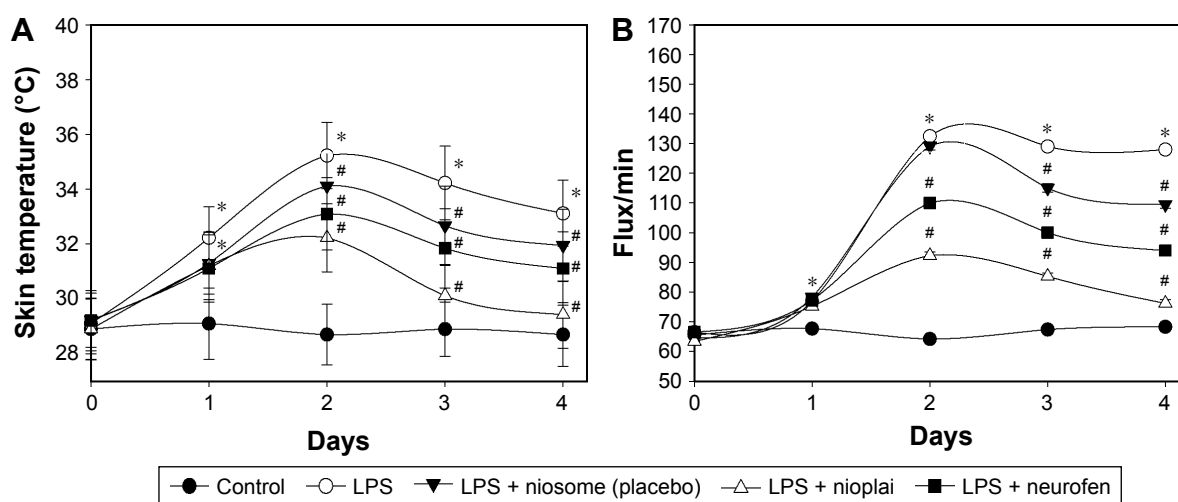 A
Skin temperature (°C)
40
38
36
34
32
30
28
0 1 2 3 4
Days
* * * * *
# # # # # # # # #
B
Flux/min
170
160
150
140
130
120
110
100
90
80
70
60
50
0 1 2 3 4
Days
* * * *
# # # # # # # #
Control LPS LPS + niosome (placebo) LPS + nioplai LPS + neurofen